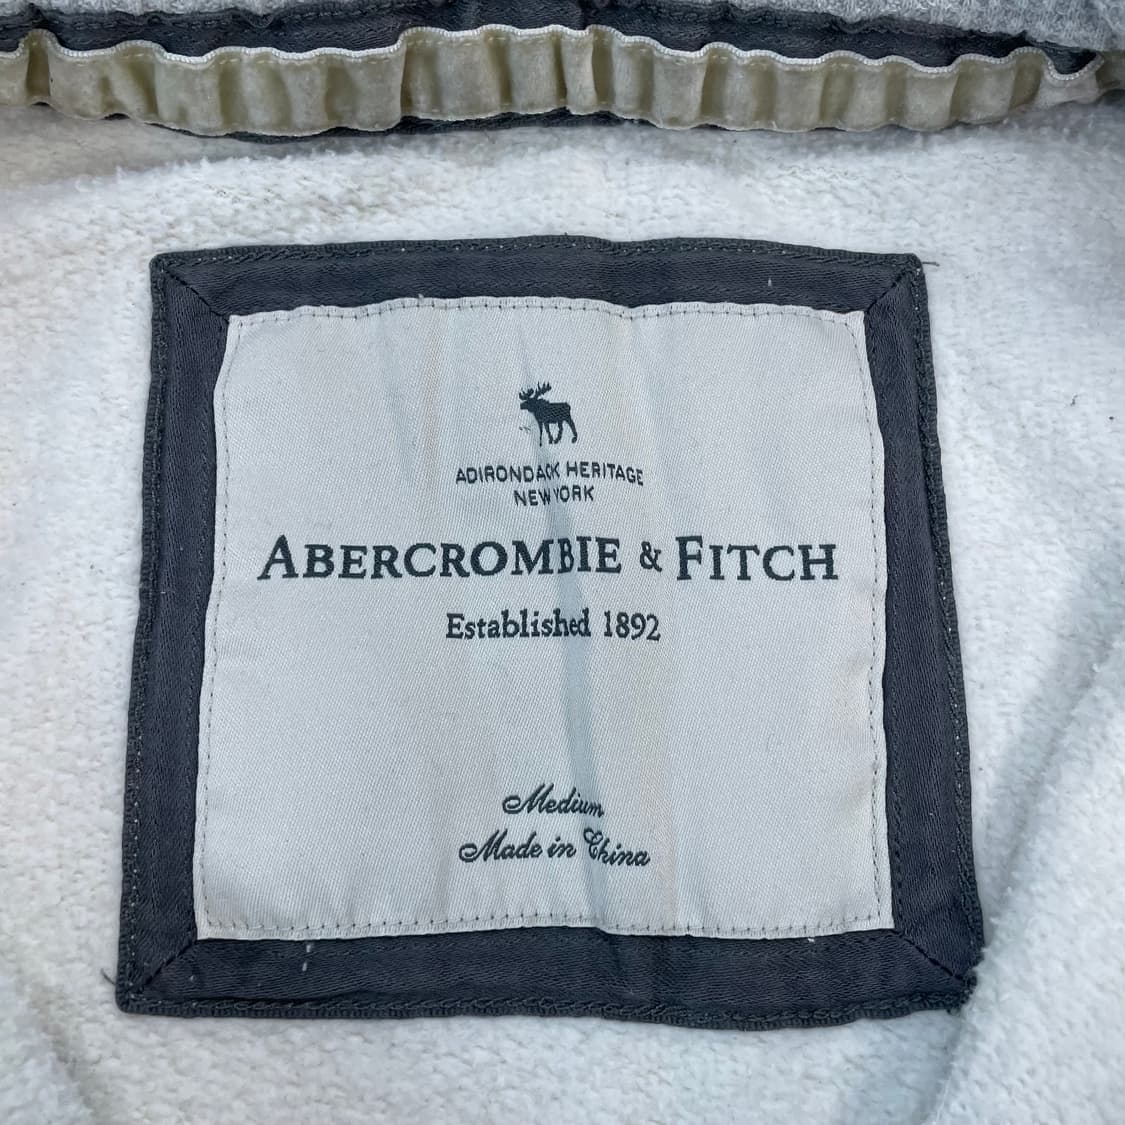 ADIRONDACK HERITAGE
NEW YORK
ABERCROMBIE & FITCH
Established 1892
Medium
Made in China